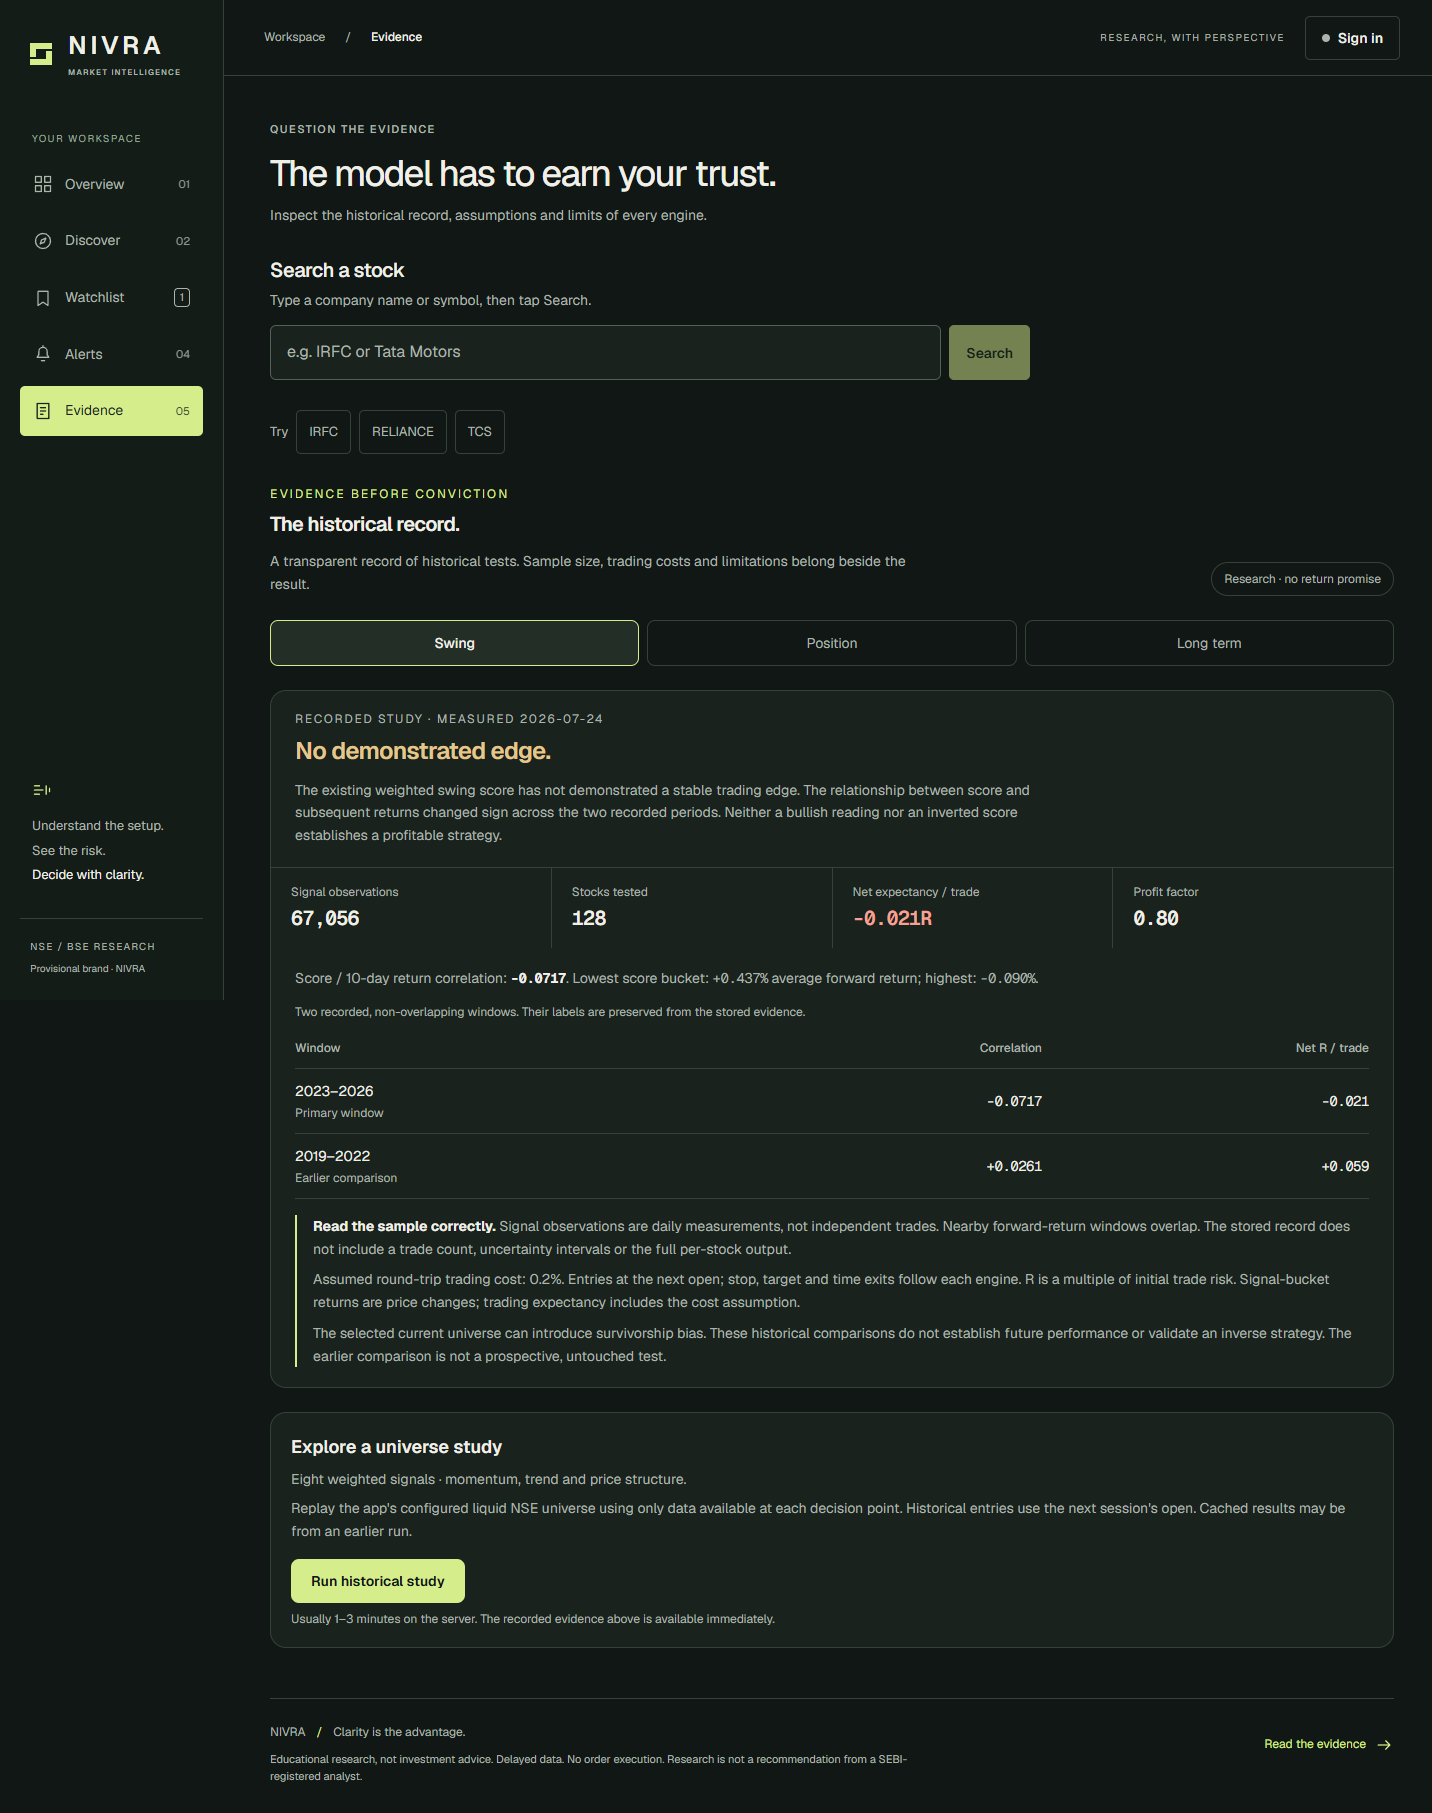 NIVRA
MARKET INTELLIGENCE
YOUR WORKSPACE
Overview 01
Discover 02
Watchlist 1
Alerts 04
Evidence 05
Understand the setup.
See the risk.
Decide with clarity.
NSE / BSE RESEARCH
Provisional brand · NIVRA
Workspace / Evidence
RESEARCH, WITH PERSPECTIVE
Sign in
QUESTION THE EVIDENCE
The model has to earn your trust.
Inspect the historical record, assumptions and limits of every engine.
Search a stock
Type a company name or symbol, then tap Search.
e.g. IRFC or Tata Motors
Search
Try IRFC RELIANCE TCS
EVIDENCE BEFORE CONVICTION
The historical record.
A transparent record of historical tests. Sample size, trading costs and limitations belong beside the
result.
Research · no return promise
Swing Position Long term
RECORDED STUDY · MEASURED 2026-07-24
No demonstrated edge.
The existing weighted swing score has not demonstrated a stable trading edge. The relationship between score and
subsequent returns changed sign across the two recorded periods. Neither a bullish reading nor an inverted score
establishes a profitable strategy.
Signal observations Stocks tested Net expectancy / trade Profit factor
67,056 128 -0.021R 0.80
Score / 10-day return correlation: -0.0717. Lowest score bucket: +0.437% average forward return; highest: -0.090%.
Two recorded, non-overlapping windows. Their labels are preserved from the stored evidence.
Window Correlation Net R / trade
2023–2026
Primary window
-0.0717 -0.021
2019–2022
Earlier comparison
+0.0261 +0.059
Read the sample correctly. Signal observations are daily measurements, not independent trades. Nearby forward-return windows overlap. The stored record does
not include a trade count, uncertainty intervals or the full per-stock output.
Assumed round-trip trading cost: 0.2%. Entries at the next open; stop, target and time exits follow each engine. R is a multiple of initial trade risk. Signal-bucket
returns are price changes; trading expectancy includes the cost assumption.
The selected current universe can introduce survivorship bias. These historical comparisons do not establish future performance or validate an inverse strategy. The
earlier comparison is not a prospective, untouched test.
Explore a universe study
Eight weighted signals · momentum, trend and price structure.
Replay the app's configured liquid NSE universe using only data available at each decision point. Historical entries use the next session's open. Cached results may be
from an earlier run.
Run historical study
Usually 1–3 minutes on the server. The recorded evidence above is available immediately.
NIVRA / Clarity is the advantage.
Educational research, not investment advice. Delayed data. No order execution. Research is not a recommendation from a SEBI-
registered analyst.
Read the evidence →